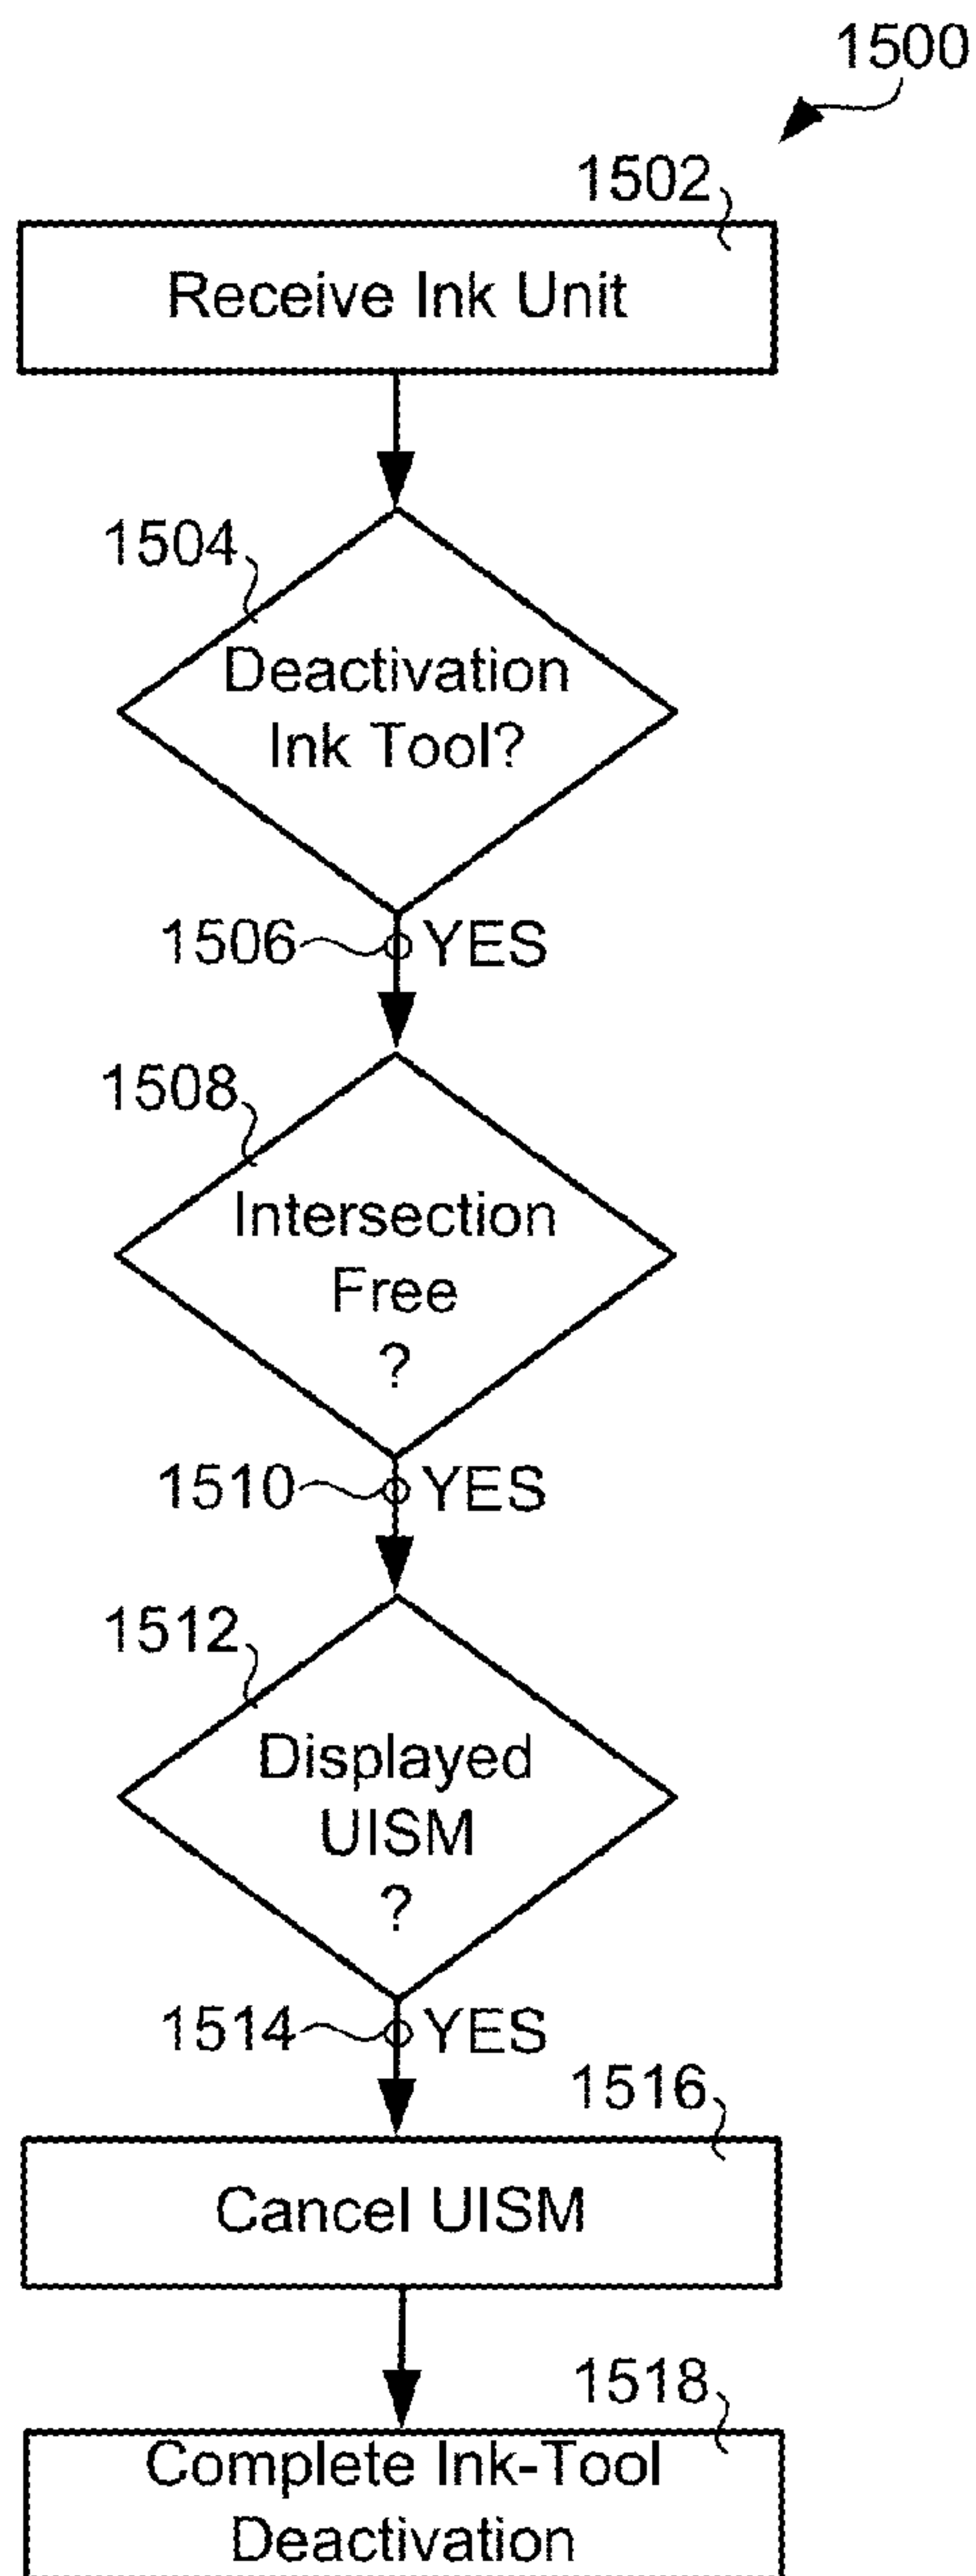 1500
1502
Receive Ink Unit
1504
Deactivation
Ink Tool?
1506 YES
1508
Intersection
Free
?
1510 YES
1512
Displayed
UISM
?
1514 YES
1516
Cancel UISM
1518
Complete Ink-Tool
Deactivation